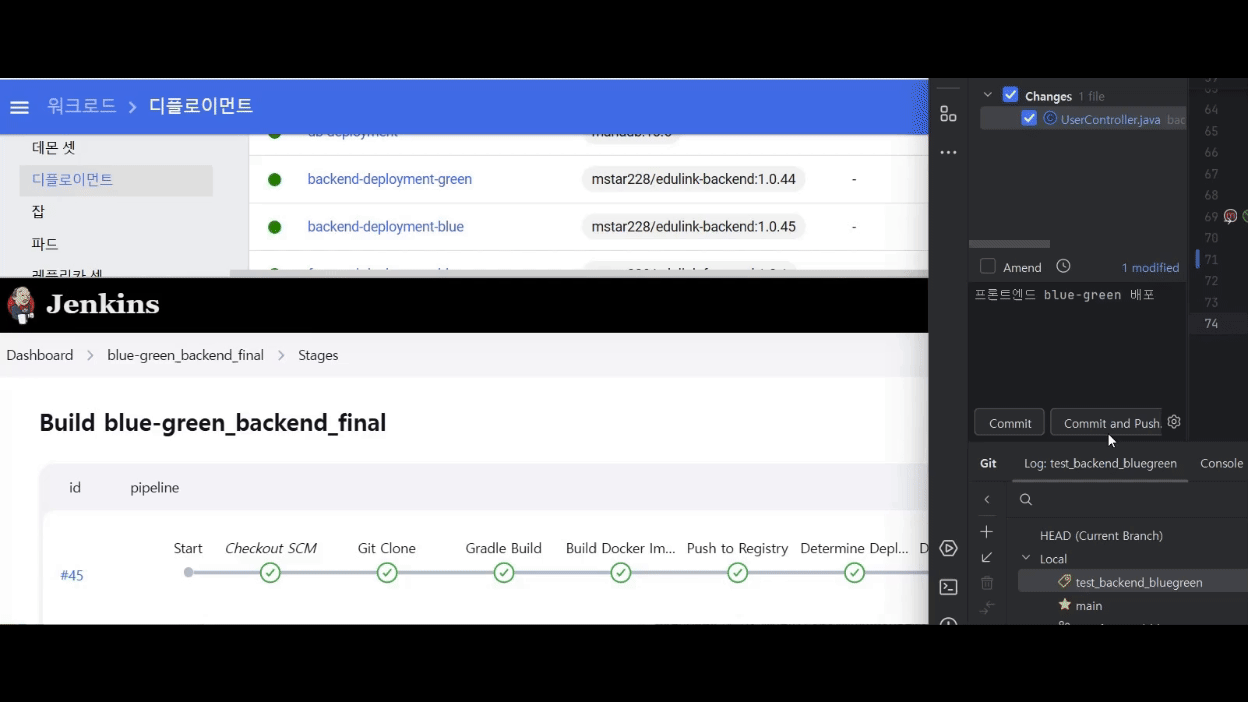 워크로드 > 디플로이먼트
데몬 셋
디플로이먼트
잡
파드
레플리카 셋
db-deployment
backend-deployment-green mstar228/edulink-backend:1.0.44 -
backend-deployment-blue mstar228/edulink-backend:1.0.45 -
Jenkins
Dashboard > blue-green_backend_final > Stages
Build blue-green_backend_final
id pipeline
Start Checkout SCM Git Clone Gradle Build Build Docker Im... Push to Registry Determine Depl... D
#45
Changes 1 file
UserController.java bac
Amend 1 modified
프론트엔드 blue-green 배포
Commit Commit and Push.
64
65
66
67
68
69
70
71
72
73
74
Git Log: test_backend_bluegreen Console
HEAD (Current Branch)
Local
test_backend_bluegreen
main